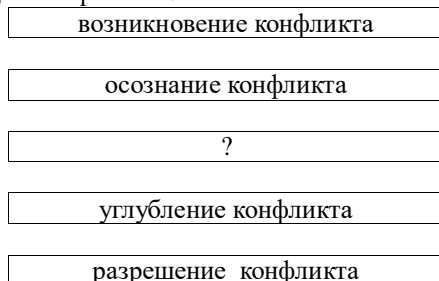 возникновение конфликта
осознание конфликта
?
углубление конфликта
разрешение конфликта